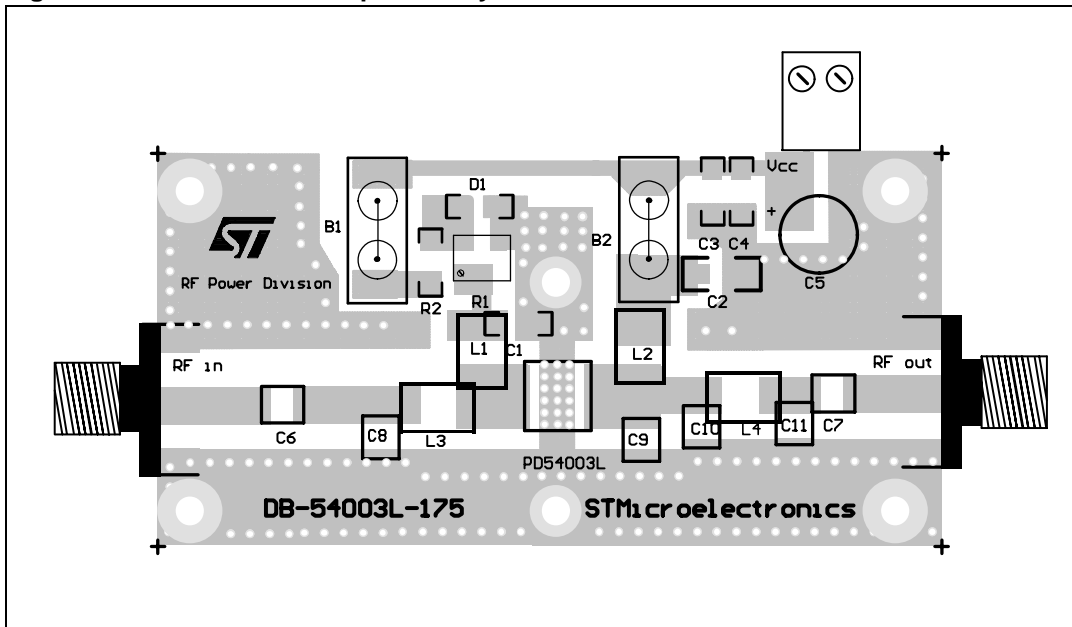 Vcc
D1
+
B1
B2
C3
C4
ST
RF Power Division
C2
C5
R2
R1
L1
C1
L2
RF in
RF out
C6
C8
L3
C9
C10
L4
C11
C7
PD54003L
DB-54003L-175
STMicroelectronics